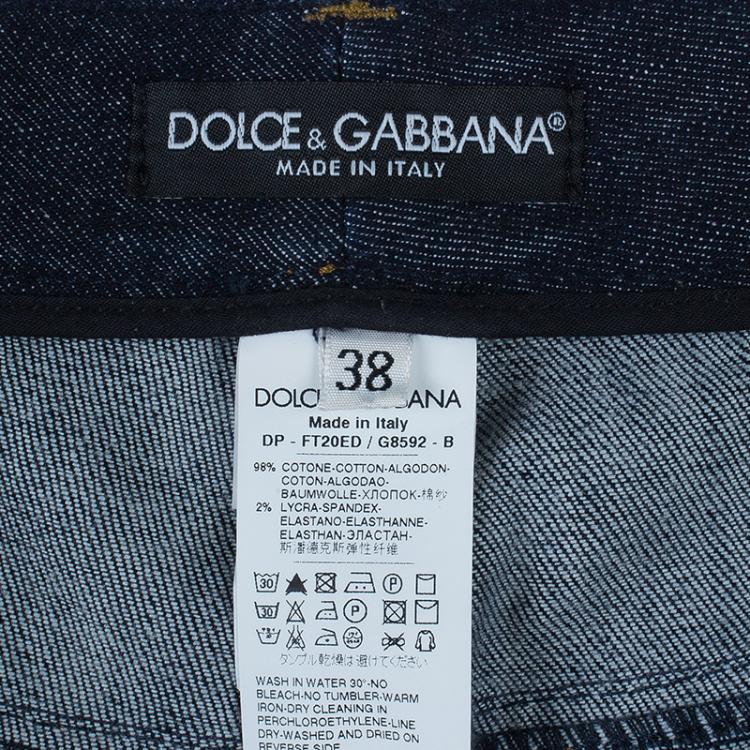 DOLCE & GABBANA®
MADE IN ITALY
38
DOLC BANA
Made in Italy
DP - FT20ED / G8592 - B
98% COTONE-COTTON-ALGODON-
COTON-ALGODAO-
BAUMWOLLE-ХЛОПОК-棉纱
2% LYCRA-SPANDEX-
ELASTANO-ELASTHANNE-
ELASTHAN-ЭЛАСТАН-
斯潘德克斯弹性纤维
30 P
30 P
30
タンブル乾燥は避けてください
WASH IN WATER 30°-NO
BLEACH-NO TUMBLER-WARM
IRON-DRY CLEANING IN
PERCHLOROETHYLENE-LINE
DRY-WASHED AND DRIED ON
REVERSE SIDE